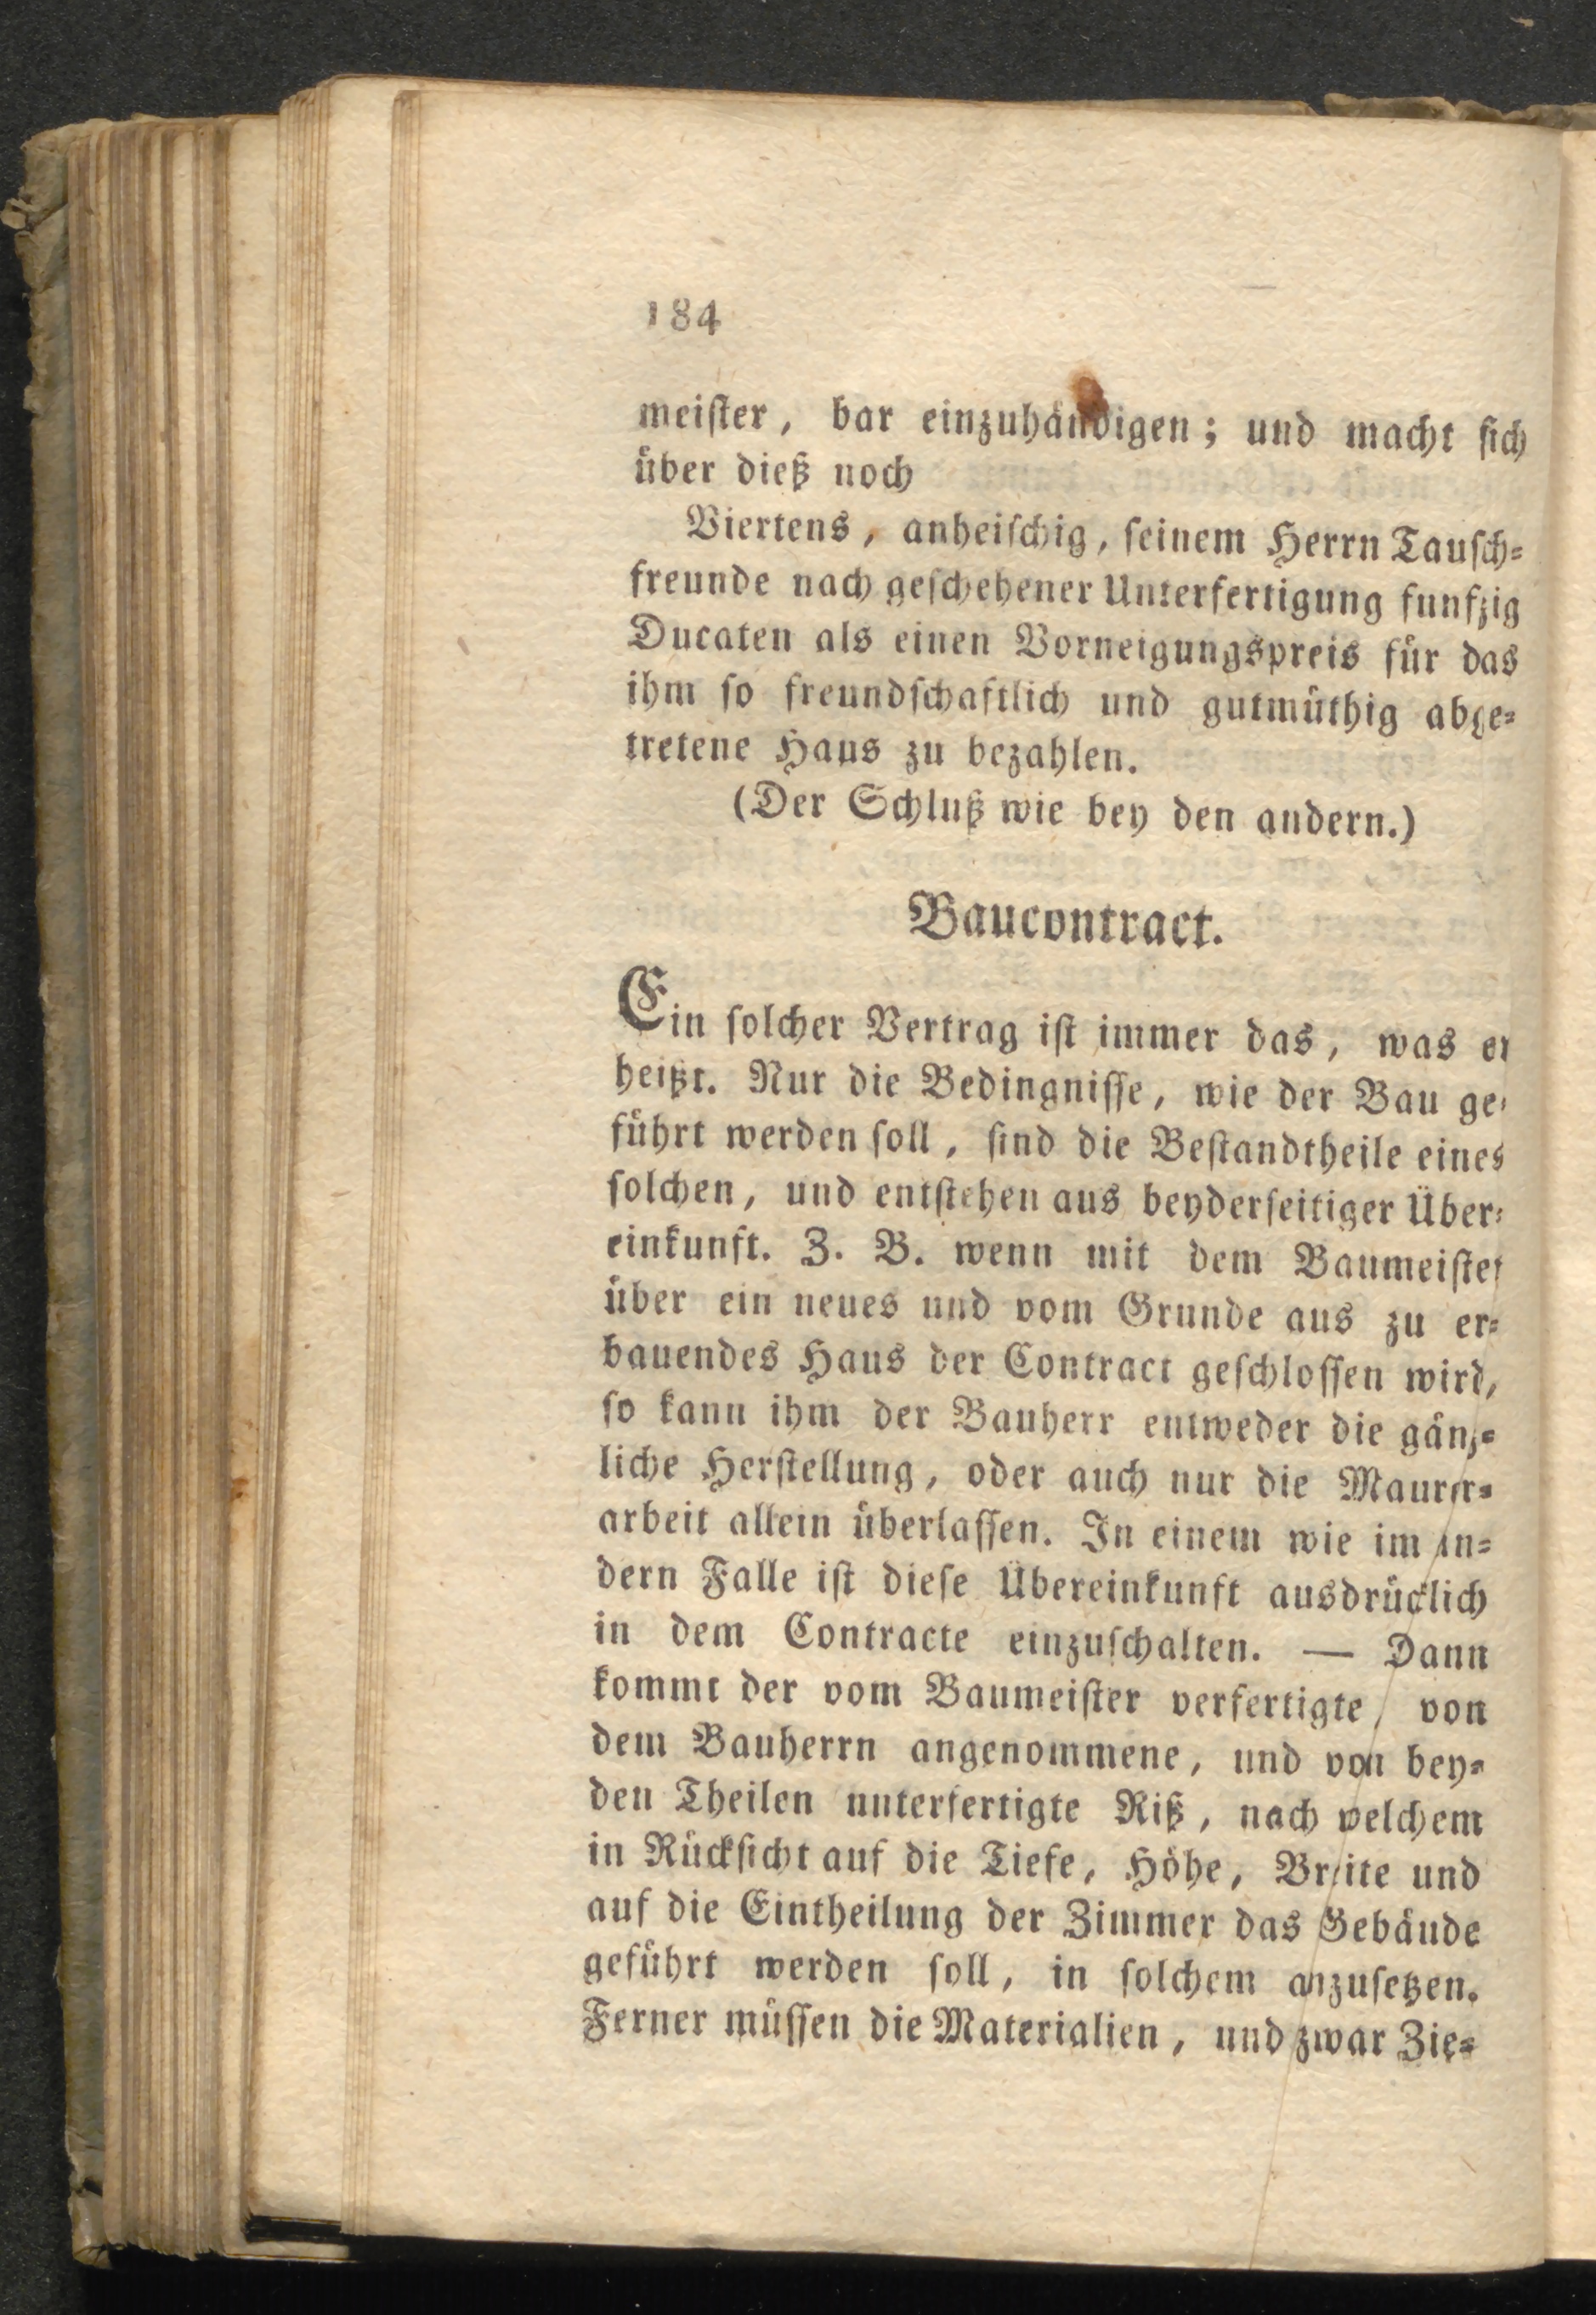 184
meiſter, bar einzuhändigen; und macht ſich
über dieß noch
Viertens, anheiſchig, ſeinem Herrn Tauſch=
freunde nach geſchehener Unterfertigung funfzig
Ducaten als einen Vorneigungspreis für das
ihm ſo freundſchaftlich und gutmüthig abge=
tretene Haus zu bezahlen.
(Der Schluß wie bey den andern.)
Baucontract.
Ein ſolcher Vertrag iſt immer das, was er
heißt. Nur die Bedingniſſe, wie der Bau ge=
führt werden ſoll, ſind die Beſtandtheile eines
ſolchen, und entſtehen aus beyderſeitiger Über=
einkunft. Z. B. wenn mit dem Baumeiſter
über ein neues und vom Grunde aus zu er=
bauendes Haus der Contract geſchloſſen wird,
ſo kann ihm der Bauherr entweder die gänz=
liche Herſtellung, oder auch nur die Maurer=
arbeit allein überlaſſen. In einem wie im an=
dern Falle iſt dieſe Übereinkunft ausdrücklich
in dem Contracte einzuſchalten. — Dann
kommt der vom Baumeiſter verfertigte, von
dem Bauherrn angenommene, und von bey=
den Theilen unterfertigte Riß, nach welchem
in Rückſicht auf die Tiefe, Höhe, Breite und
auf die Eintheilung der Zimmer das Gebäude
geführt werden ſoll, in ſolchem anzuſetzen.
Ferner müſſen die Materialien, und zwar Zie=